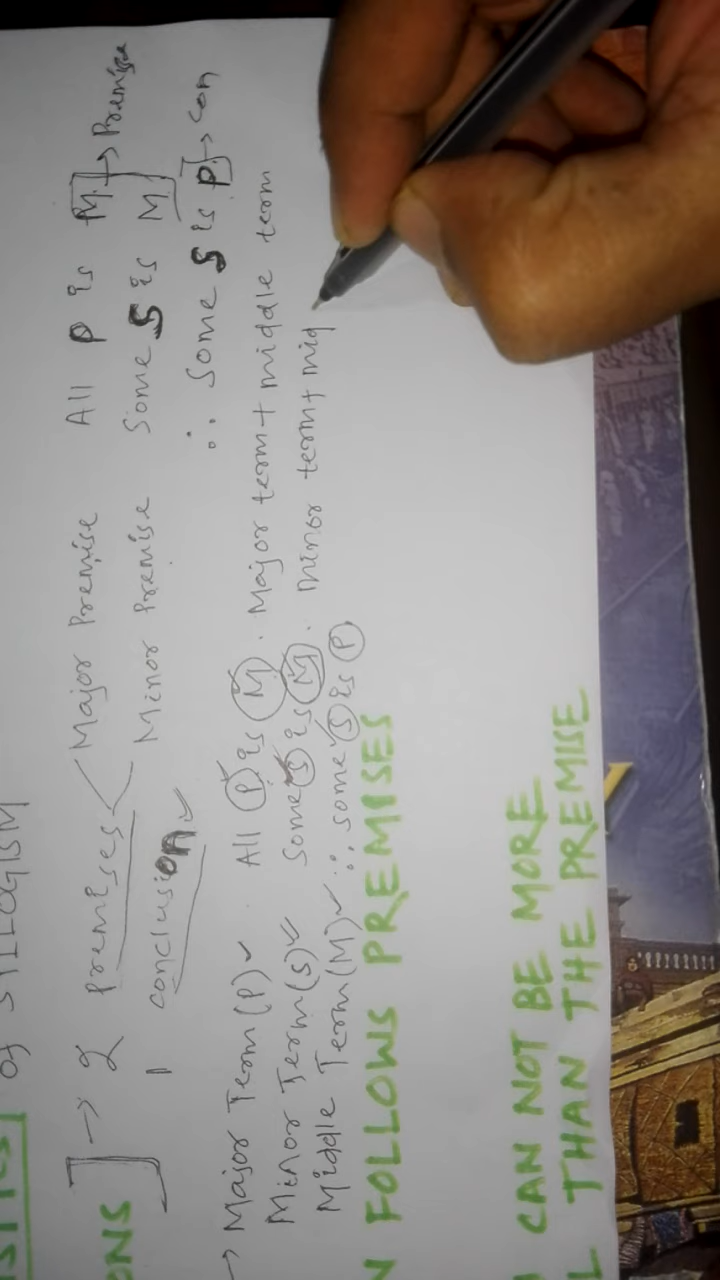 OF SYLLOGISM
ONS ] → 2 Premises Major Premise All P is M → Premise
1 conclusion Minor Premise Some S is M
∴ Some S is P → Con
→ Major Term (P) ✓ . All P is M . Major term + middle term
Minor Term (S) ✓ Some S is M . Minor term + mid
Middle Term (M) ✓ ∴ Some S is P
FOLLOWS PREMISES
CAN NOT BE MORE
L THAN THE PREMISE